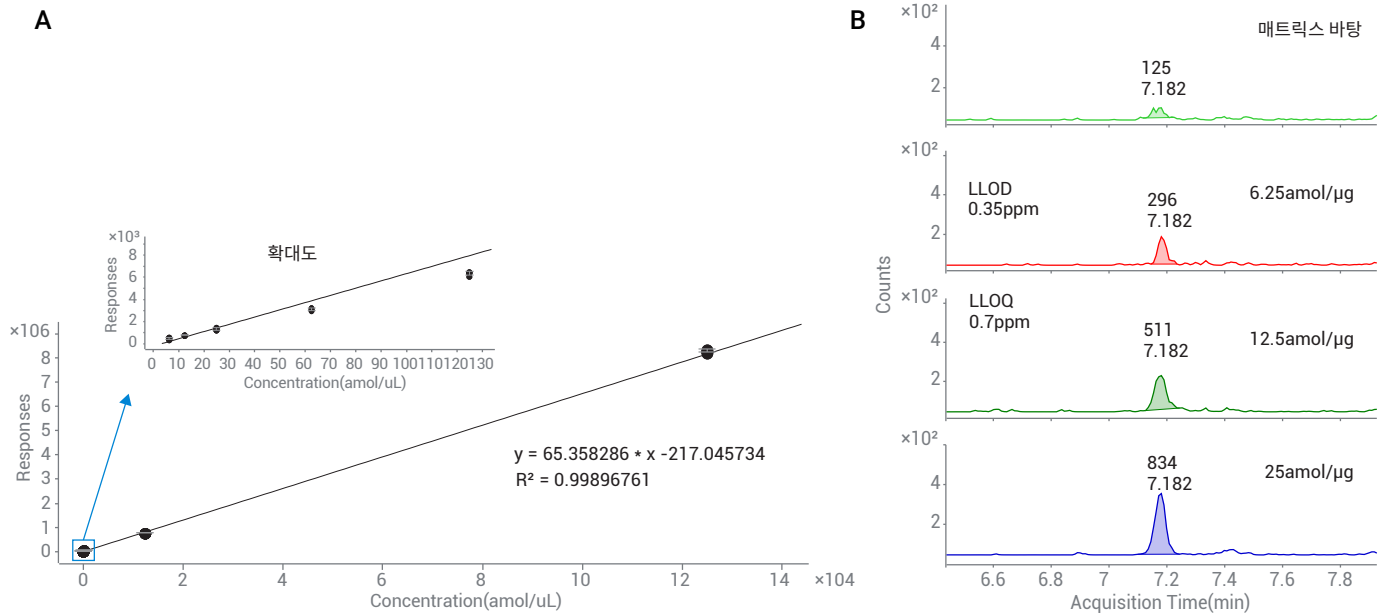 A
×10³
확대도
Responses
8
6
4
2
0
0 10 20 30 40 50 60 70 80 90 100 110 120 130
Concentration(amol/uL)
×10⁶
Responses
8
7
6
5
4
3
2
1
0
y = 65.358286 * x -217.045734
R² = 0.99896761
0 2 4 6 8 10 12 14 ×10⁴
Concentration(amol/uL)
B
×10²
매트릭스 바탕
4
2
125
7.182
×10²
4
2
LLOD
0.35ppm
296
7.182
6.25amol/µg
Counts
×10²
4
2
LLOQ
0.7ppm
511
7.182
12.5amol/µg
×10²
4
2
834
7.182
25amol/µg
6.6 6.8 7 7.2 7.4 7.6 7.8
Acquisition Time(min)